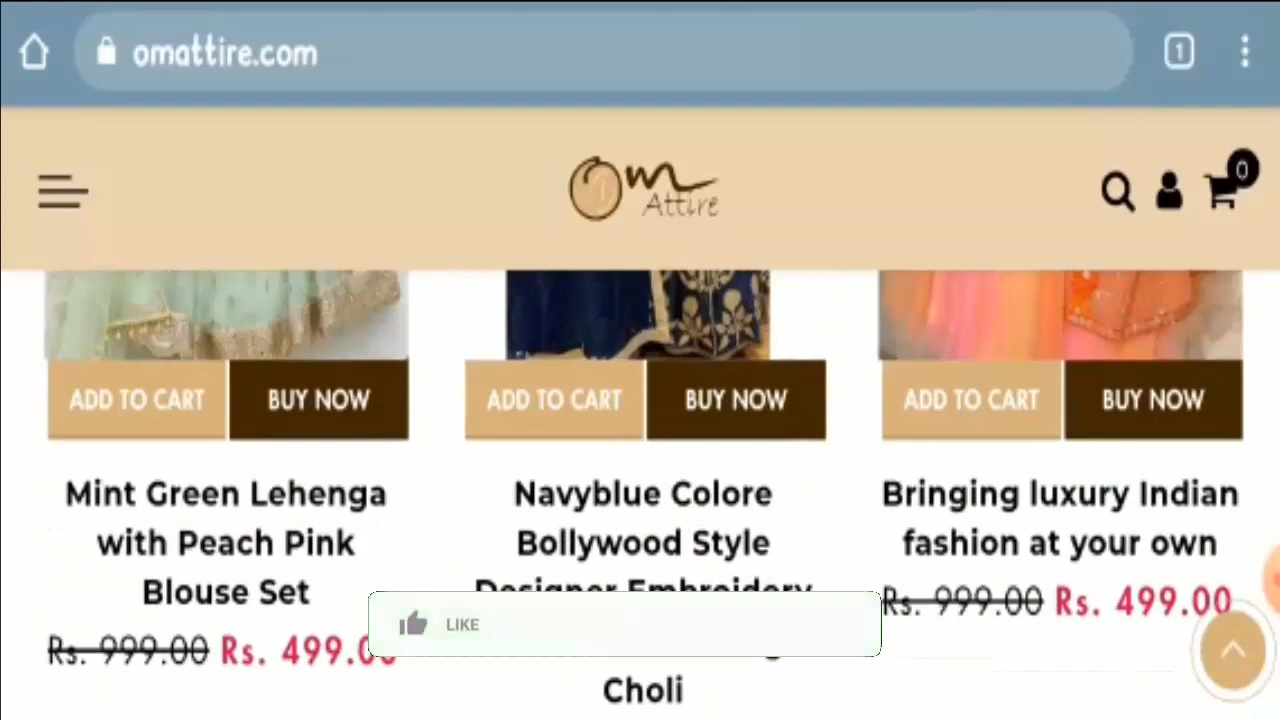 omattire.com
1
Om
Attire
0
ADD TO CART BUY NOW
ADD TO CART BUY NOW
ADD TO CART BUY NOW
Mint Green Lehenga
with Peach Pink
Blouse Set
Rs. 999.00 Rs. 499.00
Navyblue Colore
Bollywood Style
Designer Embroidery
Choli
Bringing luxury Indian
fashion at your own
Rs. 999.00 Rs. 499.00
LIKE